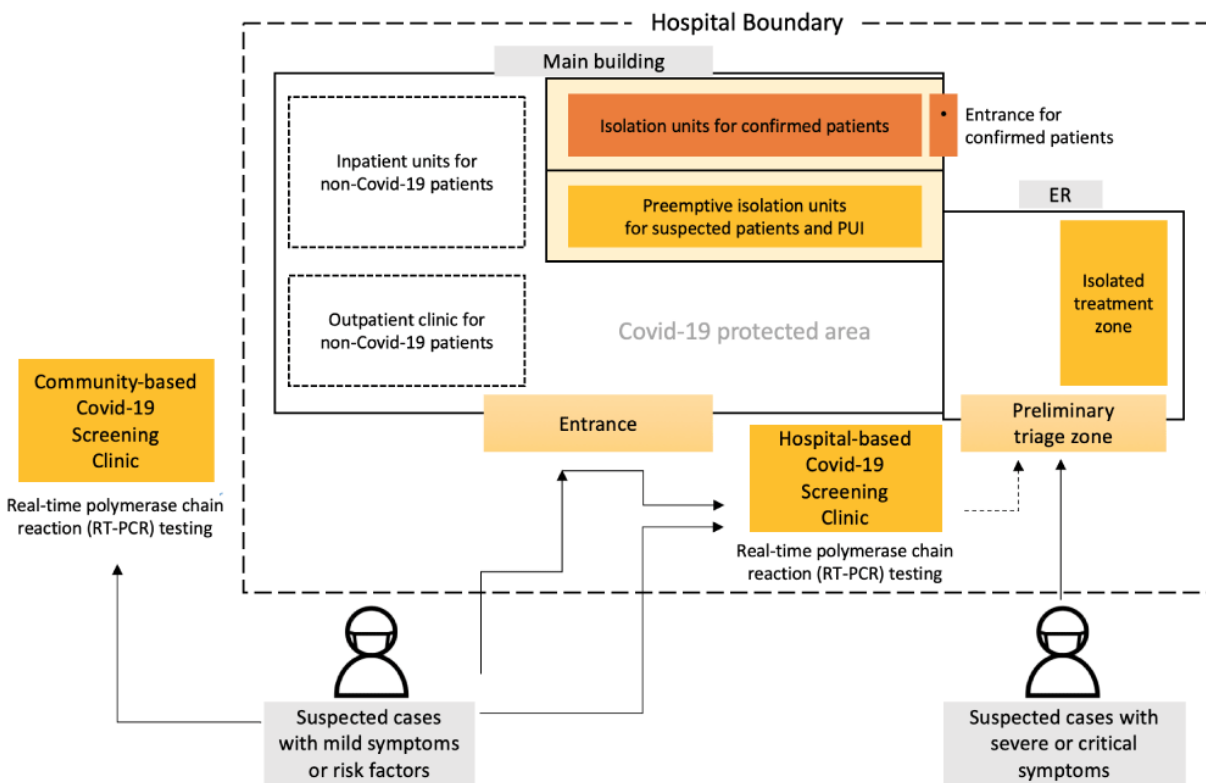 Hospital Boundary
Main building
Isolation units for confirmed patients
Entrance for
confirmed patients
Inpatient units for
non-Covid-19 patients
Preemptive isolation units
for suspected patients and PUI
ER
Isolated
treatment
zone
Outpatient clinic for
non-Covid-19 patients
Covid-19 protected area
Community-based
Covid-19
Screening
Clinic
Real-time polymerase chain
reaction (RT-PCR) testing
Entrance
Hospital-based
Covid-19
Screening
Clinic
Real-time polymerase chain
reaction (RT-PCR) testing
Preliminary
triage zone
Suspected cases
with mild symptoms
or risk factors
Suspected cases with
severe or critical
symptoms